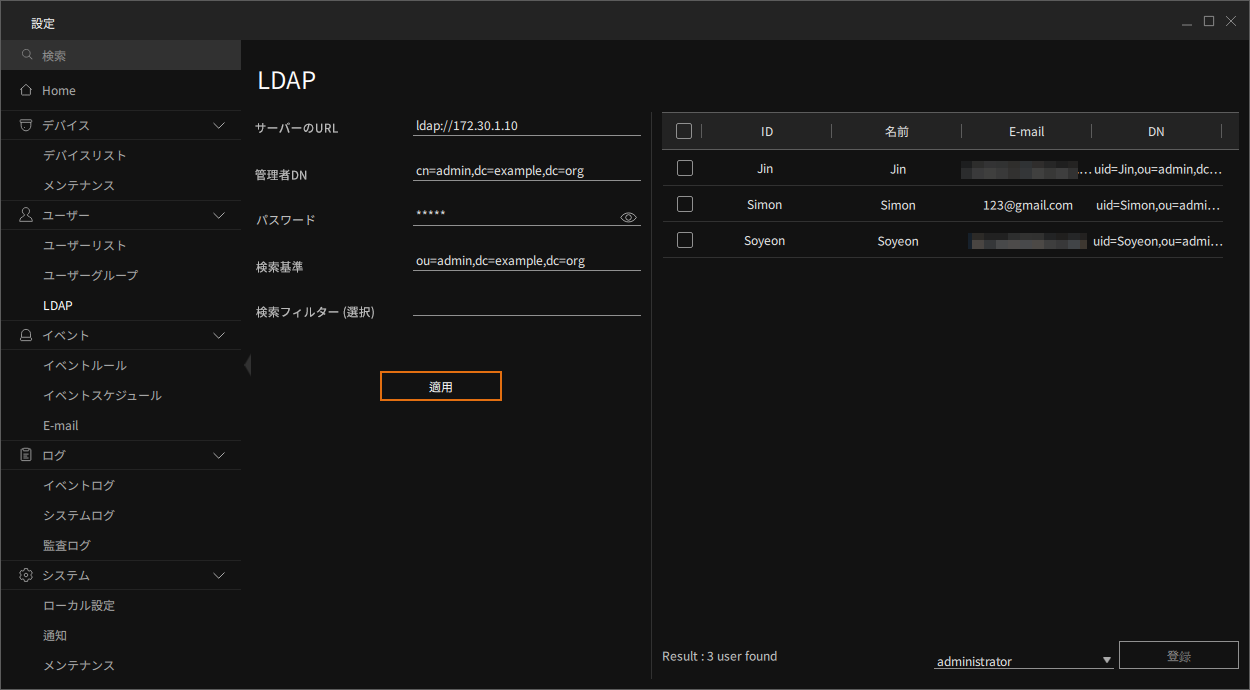 設定
検索
Home
デバイス
デバイスリスト
メンテナンス
ユーザー
ユーザーリスト
ユーザーグループ
LDAP
イベント
イベントルール
イベントスケジュール
E-mail
ログ
イベントログ
システムログ
監査ログ
システム
ローカル設定
通知
メンテナンス
LDAP
サーバーのURL ldap://172.30.1.10
管理者DN cn=admin,dc=example,dc=org
パスワード *****
検索基準 ou=admin,dc=example,dc=org
検索フィルター (選択)
適用
ID 名前 E-mail DN
Jin Jin ... uid=Jin,ou=admin,dc...
Simon Simon 123@gmail.com uid=Simon,ou=admi...
Soyeon Soyeon uid=Soyeon,ou=admi...
Result : 3 user found administrator 登録